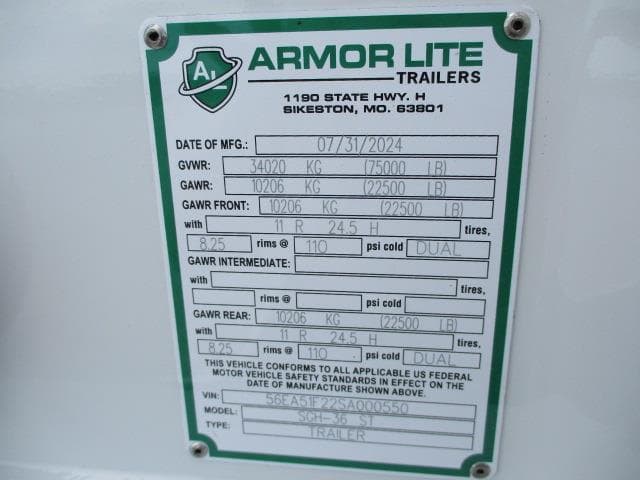 AL ARMOR LITE
TRAILERS
1190 STATE HWY. H
SIKESTON, MO. 63801
DATE OF MFG.: 07/31/2024
GVWR: 34020 KG (75000 LB)
GAWR: 10206 KG (22500 LB)
GAWR FRONT: 10206 KG (22500 LB)
with 11 R 24.5 H tires,
8.25 rims @ 110 psi cold DUAL
GAWR INTERMEDIATE:
with tires,
rims @ psi cold
GAWR REAR: 10206 KG (22500 LB)
with 11 R 24.5 H tires,
8.25 rims @ 110 psi cold DUAL
THIS VEHICLE CONFORMS TO ALL APPLICABLE US FEDERAL
MOTOR VEHICLE SAFETY STANDARDS IN EFFECT ON THE
DATE OF MANUFACTURE SHOWN ABOVE.
VIN: 56EA51F22SA000550
MODEL: SGH-36 ST
TYPE: TRAILER